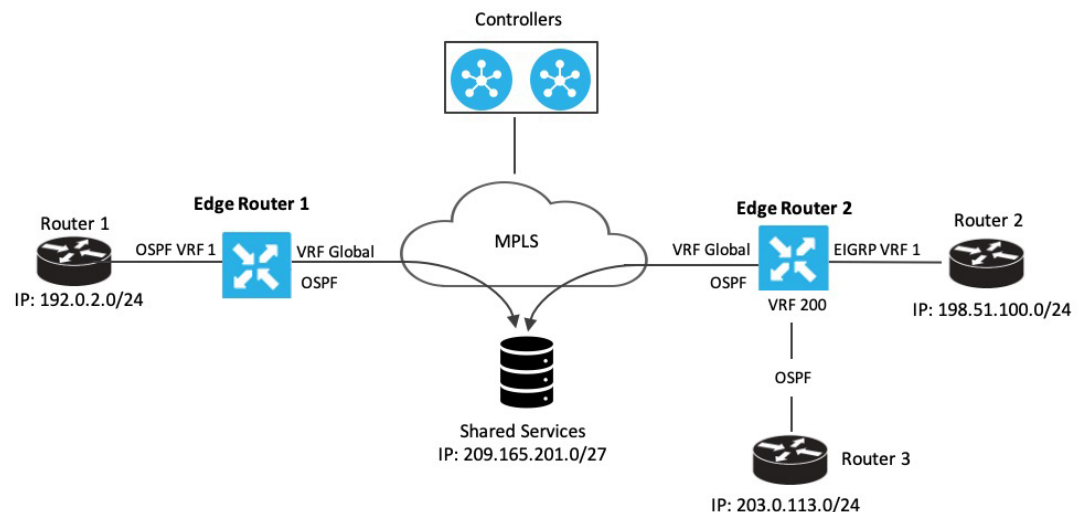 Controllers
Edge Router 1
Edge Router 2
Router 1
Router 2
OSPF VRF 1
VRF Global
MPLS
VRF Global
EIGRP VRF 1
OSPF
OSPF
IP: 192.0.2.0/24
VRF 200
IP: 198.51.100.0/24
OSPF
Shared Services
IP: 209.165.201.0/27
Router 3
IP: 203.0.113.0/24